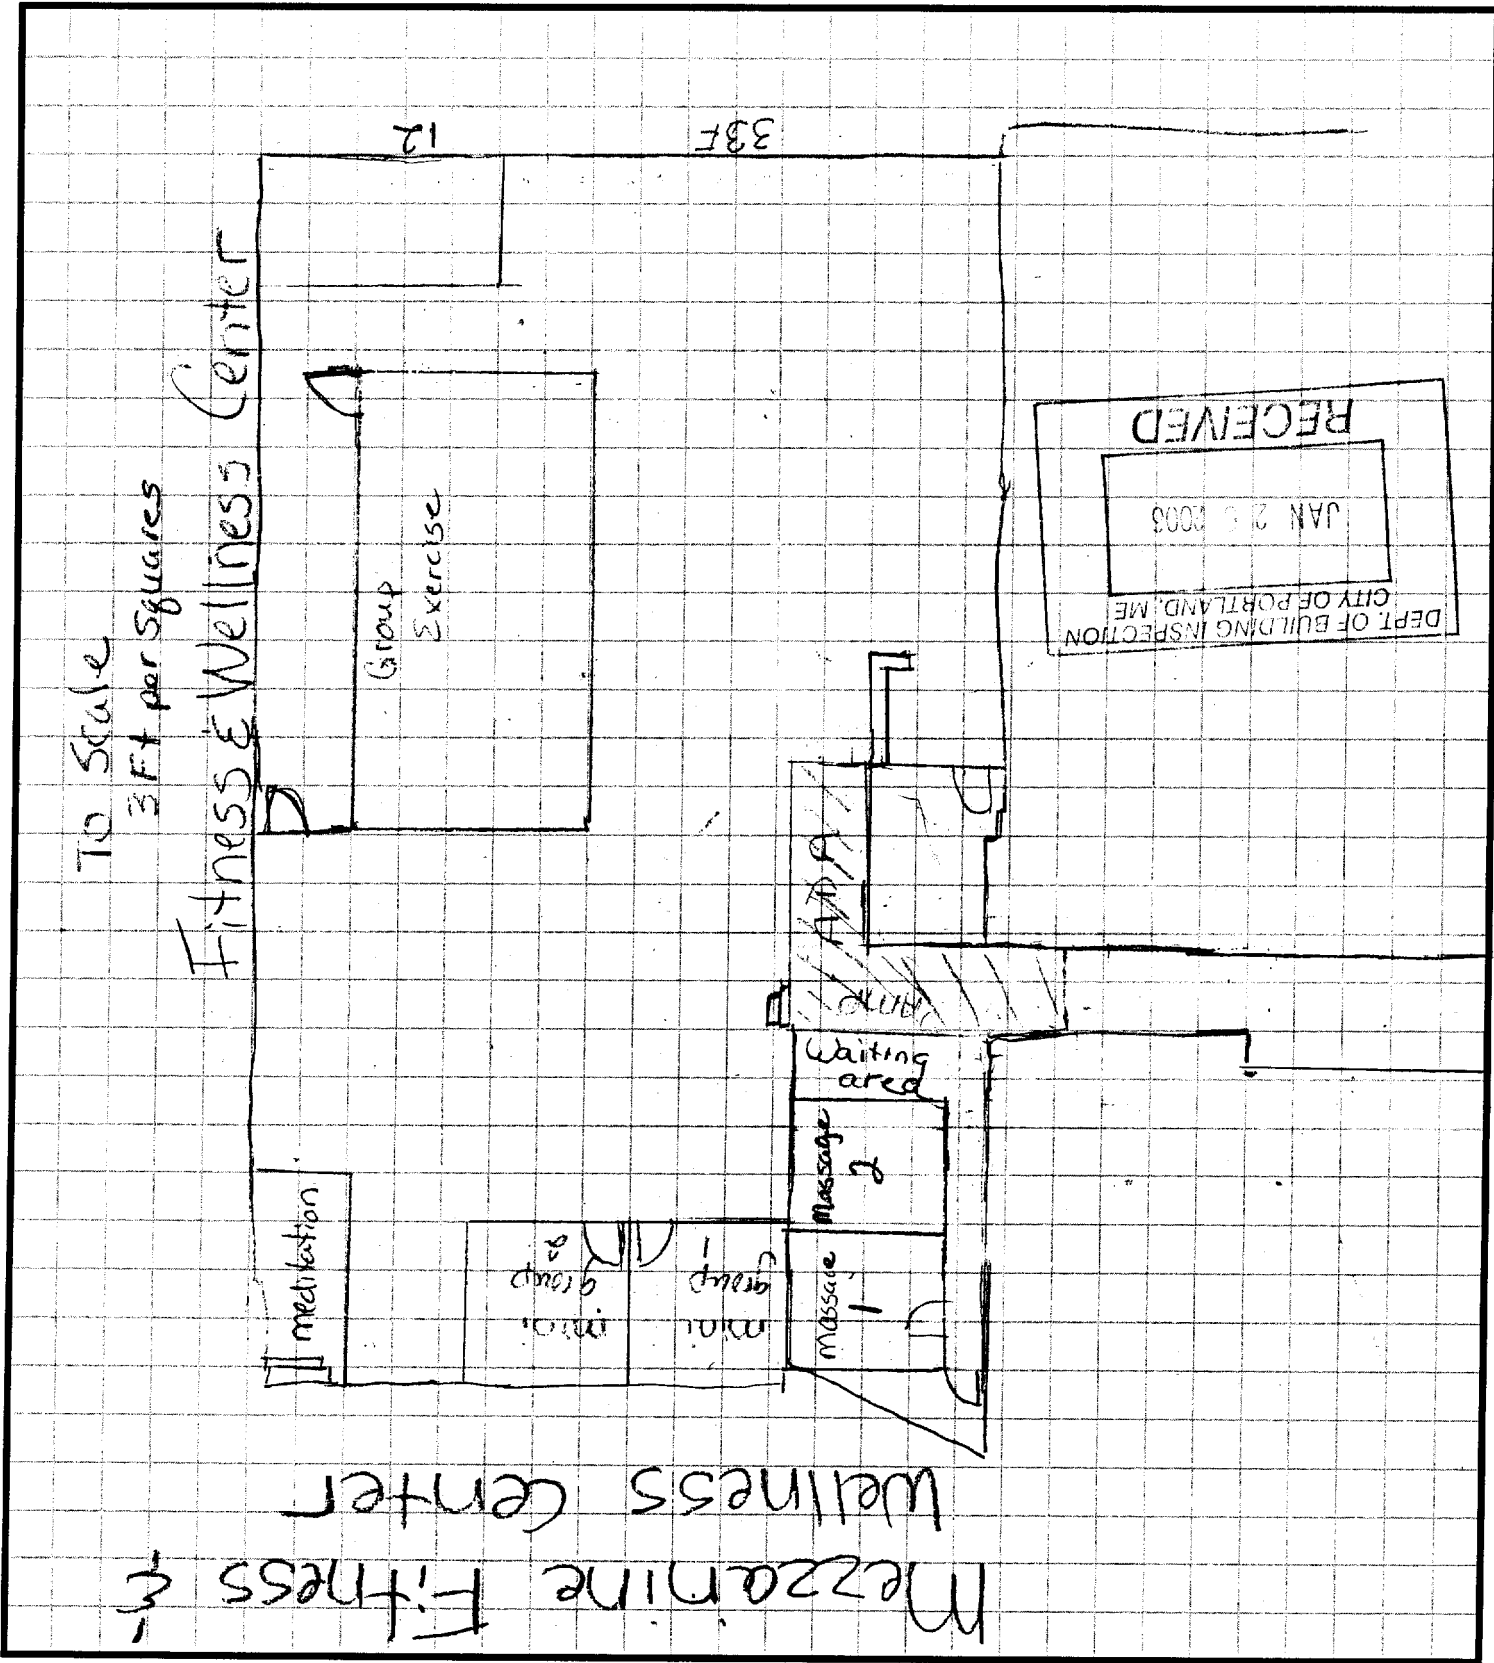 Mezzanine Fitness &
Wellness Center
To Scale
3 Ft per Squares
Fitness & Wellness Center
12
33F
Group
Exercise
meditation
mini
group
mini
group
1
Massage
1
Massage
2
Waiting
area
ADA
RAMP
DEPT. OF BUILDING INSPECTION
CITY OF PORTLAND, ME
JAN 2 2003
RECEIVED